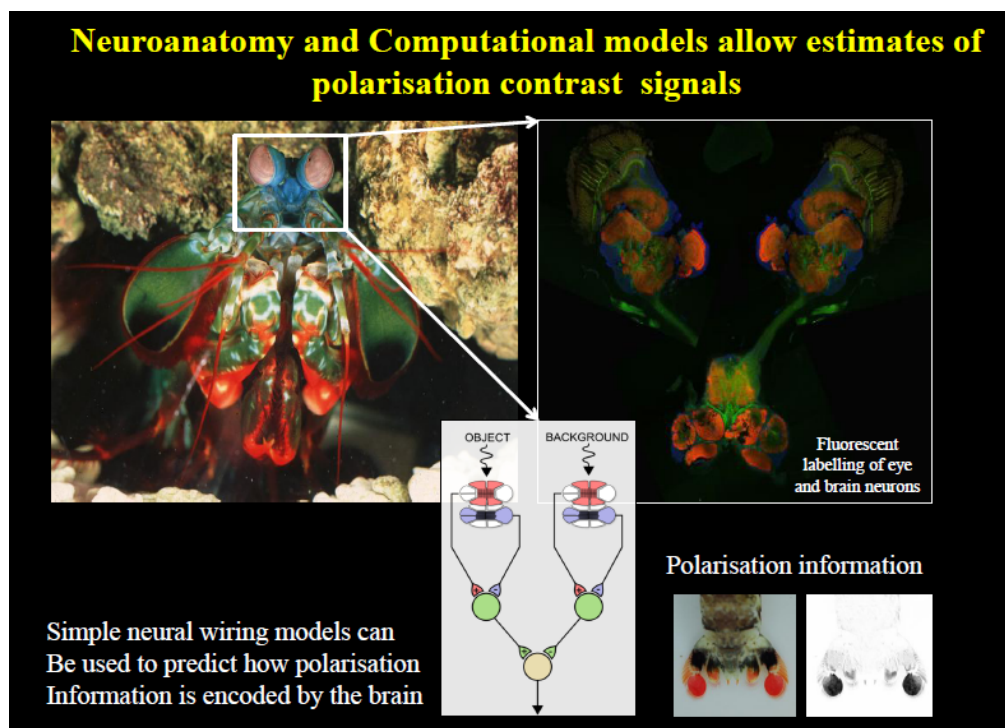 Neuroanatomy and Computational models allow estimates of
polarisation contrast signals
OBJECT
BACKGROUND
Fluorescent
labelling of eye
and brain neurons
Polarisation information
Simple neural wiring models can
Be used to predict how polarisation
Information is encoded by the brain